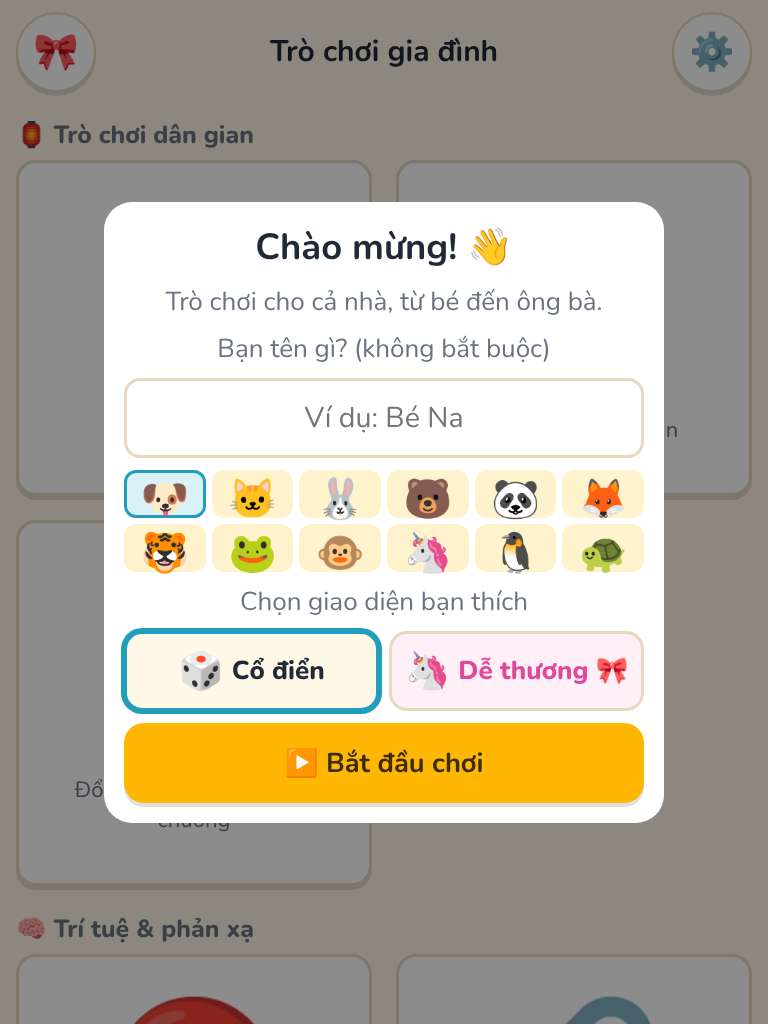 Trò chơi gia đình
Trò chơi dân gian
Chào mừng! 👋
Trò chơi cho cả nhà, từ bé đến ông bà.
Bạn tên gì? (không bắt buộc)
Ví dụ: Bé Na
Chọn giao diện bạn thích
Cổ điển
Dễ thương
Bắt đầu chơi
Trí tuệ & phản xạ